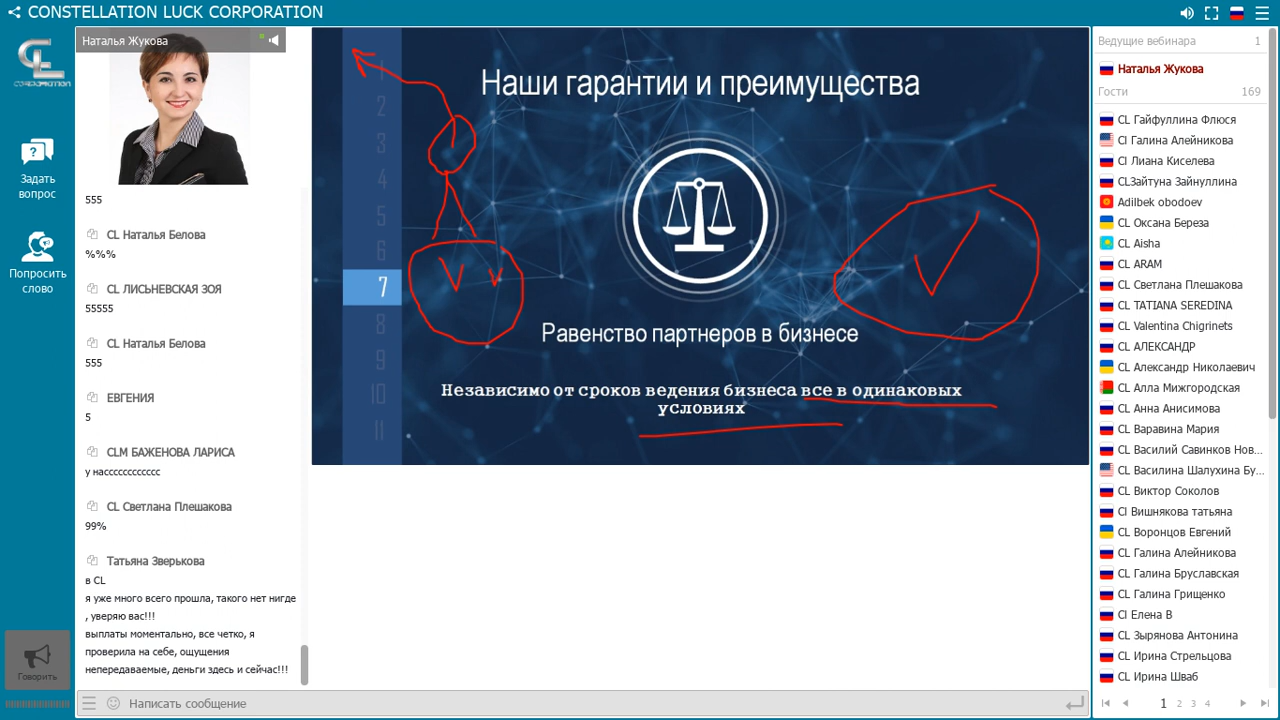 CONSTELLATION LUCK CORPORATION
CL
CORPORATION
Задать
вопрос
Попросить
слово
Говорить
Наталья Жукова
555
CL Наталья Белова
%%%
CL ЛИСЬНЕВСКАЯ ЗОЯ
55555
CL Наталья Белова
555
ЕВГЕНИЯ
5
CLM БАЖЕНОВА ЛАРИСА
у насссссссссссс
CL Светлана Плешакова
99%
Татьяна Зверькова
в CL
я уже много всего прошла, такого нет нигде
, уверяю вас!!!
выплаты моментально, все четко, я
проверила на себе, ощущения
непередаваемые, деньги здесь и сейчас!!!
Написать сообщение
1
2
3
4
5
6
7
8
9
10
11
Наши гарантии и преимущества
Равенство партнеров в бизнесе
Независимо от сроков ведения бизнеса все в одинаковых
условиях
Ведущие вебинара 1
Наталья Жукова
Гости 169
CL Гайфуллина Флюся
Cl Галина Алейникова
Cl Лиана Киселева
CLЗайтуна Зайнуллина
Adilbek obodoev
CL Оксана Береза
CL Aisha
CL ARAM
CL Светлана Плешакова
CL TATIANA SEREDINA
CL Valentina Chigrinets
CL АЛЕКСАНДР
CL Александр Николаевич
CL Алла Мижгородская
CL Анна Анисимова
CL Варавина Мария
CL Василий Савинков Нов...
CL Василина Шалухина Бу...
CL Виктор Соколов
Cl Вишнякова татьяна
CL Воронцов Евгений
CL Галина Алейникова
CL Галина Бруславская
CL Галина Грищенко
Cl Елена В
CL Зырянова Антонина
CL Ирина Стрельцова
CL Ирина Шваб
1 2 3 4